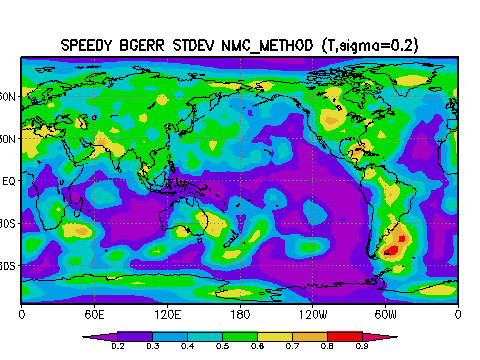 SPEEDY BGERR STDEV NMC_METHOD (T,sigma=0.2)
60N
30N
EQ
30S
60S
0 60E 120E 180 120W 60W 0
0.2 0.3 0.4 0.5 0.6 0.7 0.8 0.9